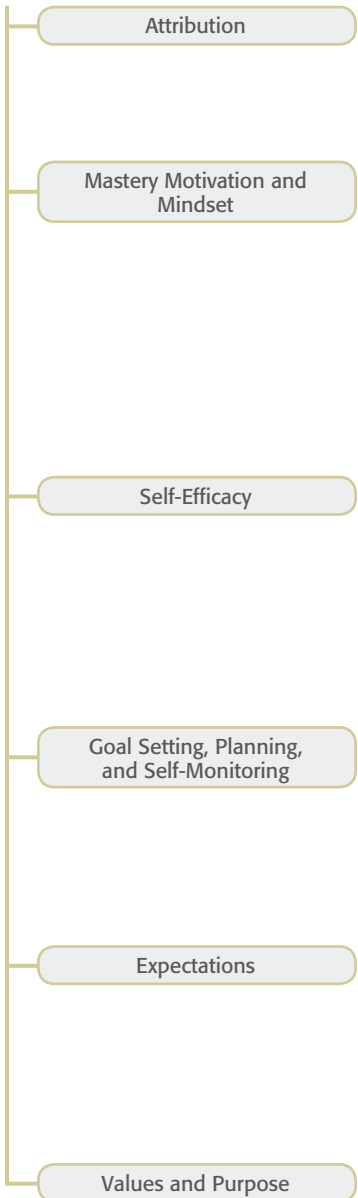 Attribution
Mastery Motivation and
Mindset
Self-Efficacy
Goal Setting, Planning,
and Self-Monitoring
Expectations
Values and Purpose